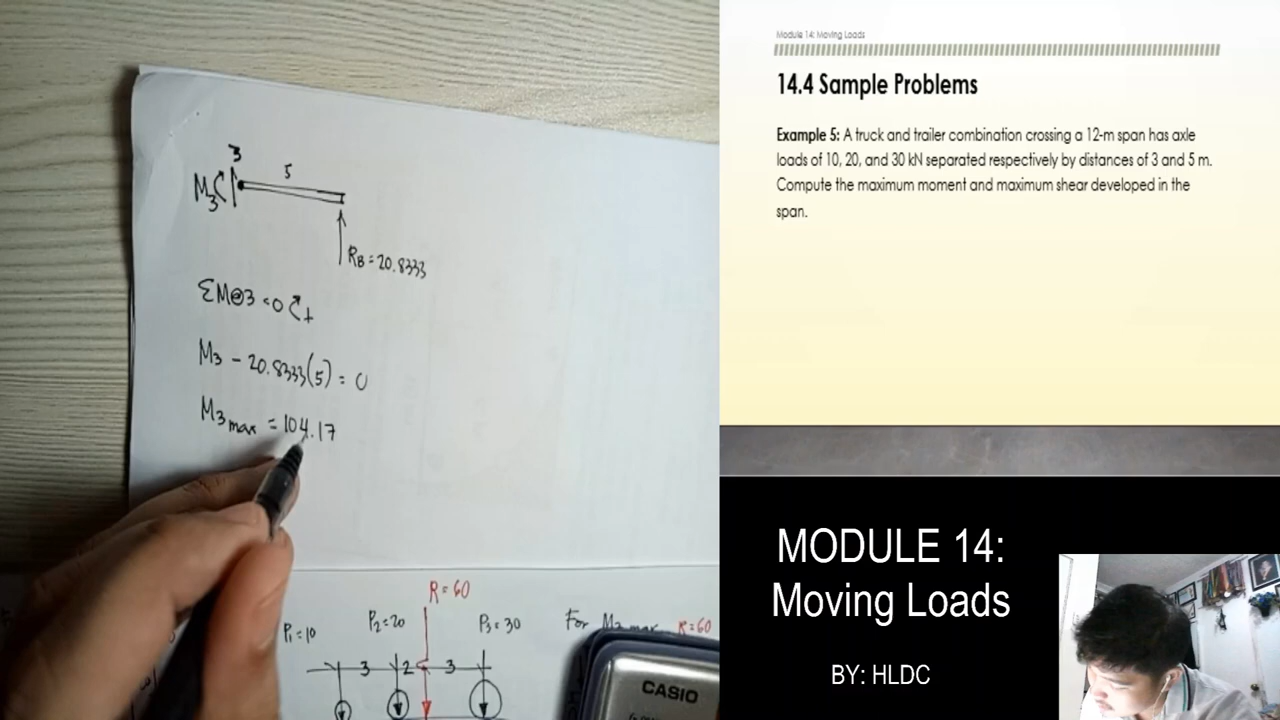 3
5
M3
RB = 20.8333
ΣM@3 = 0 +
M3 - 20.8333(5) = 0
M3max = 104.17
R = 60
P1 = 10
P2 = 20
P3 = 30
For M3 max R = 60
3 2 3
CASIO
Module 14: Moving Loads
14.4 Sample Problems
Example 5: A truck and trailer combination crossing a 12-m span has axle
loads of 10, 20, and 30 kN separated respectively by distances of 3 and 5 m.
Compute the maximum moment and maximum shear developed in the
span.
MODULE 14:
Moving Loads
BY: HLDC